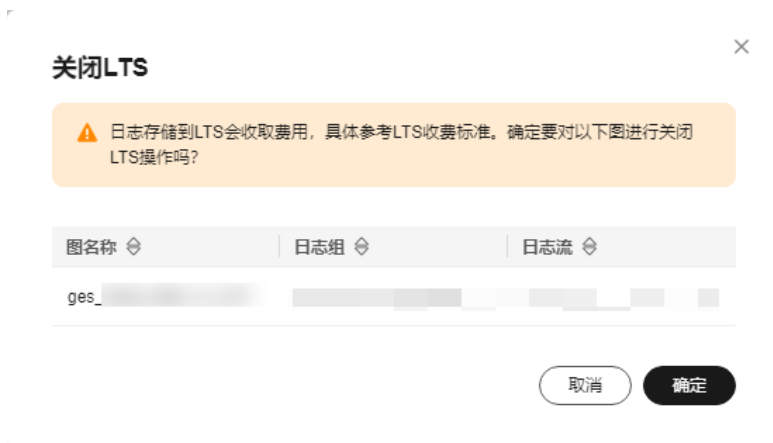 关闭LTS
日志存储到LTS会收取费用，具体参考LTS收费标准。确定要对以下图进行关闭
LTS操作吗？
图名称 日志组 日志流
ges_
取消 确定